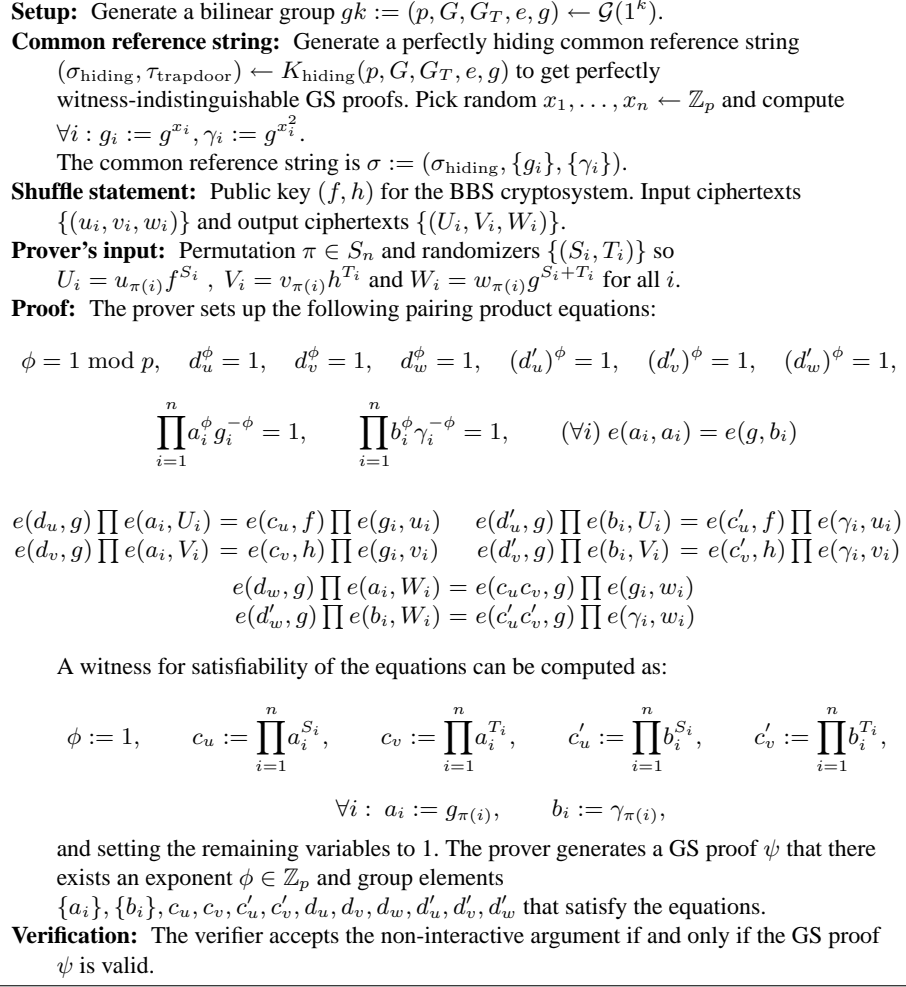 Setup: Generate a bilinear group gk := (p, G, G_T, e, g) ← 𝒢(1^k).
Common reference string: Generate a perfectly hiding common reference string
(σ_hiding, τ_trapdoor) ← K_hiding(p, G, G_T, e, g) to get perfectly
witness-indistinguishable GS proofs. Pick random x_1, . . . , x_n ← ℤ_p and compute
∀i : g_i := g^{x_i}, γ_i := g^{x_i^2}.
The common reference string is σ := (σ_hiding, {g_i}, {γ_i}).
Shuffle statement: Public key (f, h) for the BBS cryptosystem. Input ciphertexts
{(u_i, v_i, w_i)} and output ciphertexts {(U_i, V_i, W_i)}.
Prover's input: Permutation π ∈ S_n and randomizers {(S_i, T_i)} so
U_i = u_{π(i)} f^{S_i} , V_i = v_{π(i)} h^{T_i} and W_i = w_{π(i)} g^{S_i+T_i} for all i.
Proof: The prover sets up the following pairing product equations:
φ = 1 mod p, d_u^φ = 1, d_v^φ = 1, d_w^φ = 1, (d'_u)^φ = 1, (d'_v)^φ = 1, (d'_w)^φ = 1,
∏_{i=1}^{n} a_i^φ g_i^{-φ} = 1, ∏_{i=1}^{n} b_i^φ γ_i^{-φ} = 1, (∀i) e(a_i, a_i) = e(g, b_i)
e(d_u, g) ∏ e(a_i, U_i) = e(c_u, f) ∏ e(g_i, u_i) e(d'_u, g) ∏ e(b_i, U_i) = e(c'_u, f) ∏ e(γ_i, u_i)
e(d_v, g) ∏ e(a_i, V_i) = e(c_v, h) ∏ e(g_i, v_i) e(d'_v, g) ∏ e(b_i, V_i) = e(c'_v, h) ∏ e(γ_i, v_i)
e(d_w, g) ∏ e(a_i, W_i) = e(c_u c_v, g) ∏ e(g_i, w_i)
e(d'_w, g) ∏ e(b_i, W_i) = e(c'_u c'_v, g) ∏ e(γ_i, w_i)
A witness for satisfiability of the equations can be computed as:
φ := 1, c_u := ∏_{i=1}^{n} a_i^{S_i}, c_v := ∏_{i=1}^{n} a_i^{T_i}, c'_u := ∏_{i=1}^{n} b_i^{S_i}, c'_v := ∏_{i=1}^{n} b_i^{T_i},
∀i : a_i := g_{π(i)}, b_i := γ_{π(i)},
and setting the remaining variables to 1. The prover generates a GS proof ψ that there
exists an exponent φ ∈ ℤ_p and group elements
{a_i}, {b_i}, c_u, c_v, c'_u, c'_v, d_u, d_v, d_w, d'_u, d'_v, d'_w that satisfy the equations.
Verification: The verifier accepts the non-interactive argument if and only if the GS proof
ψ is valid.